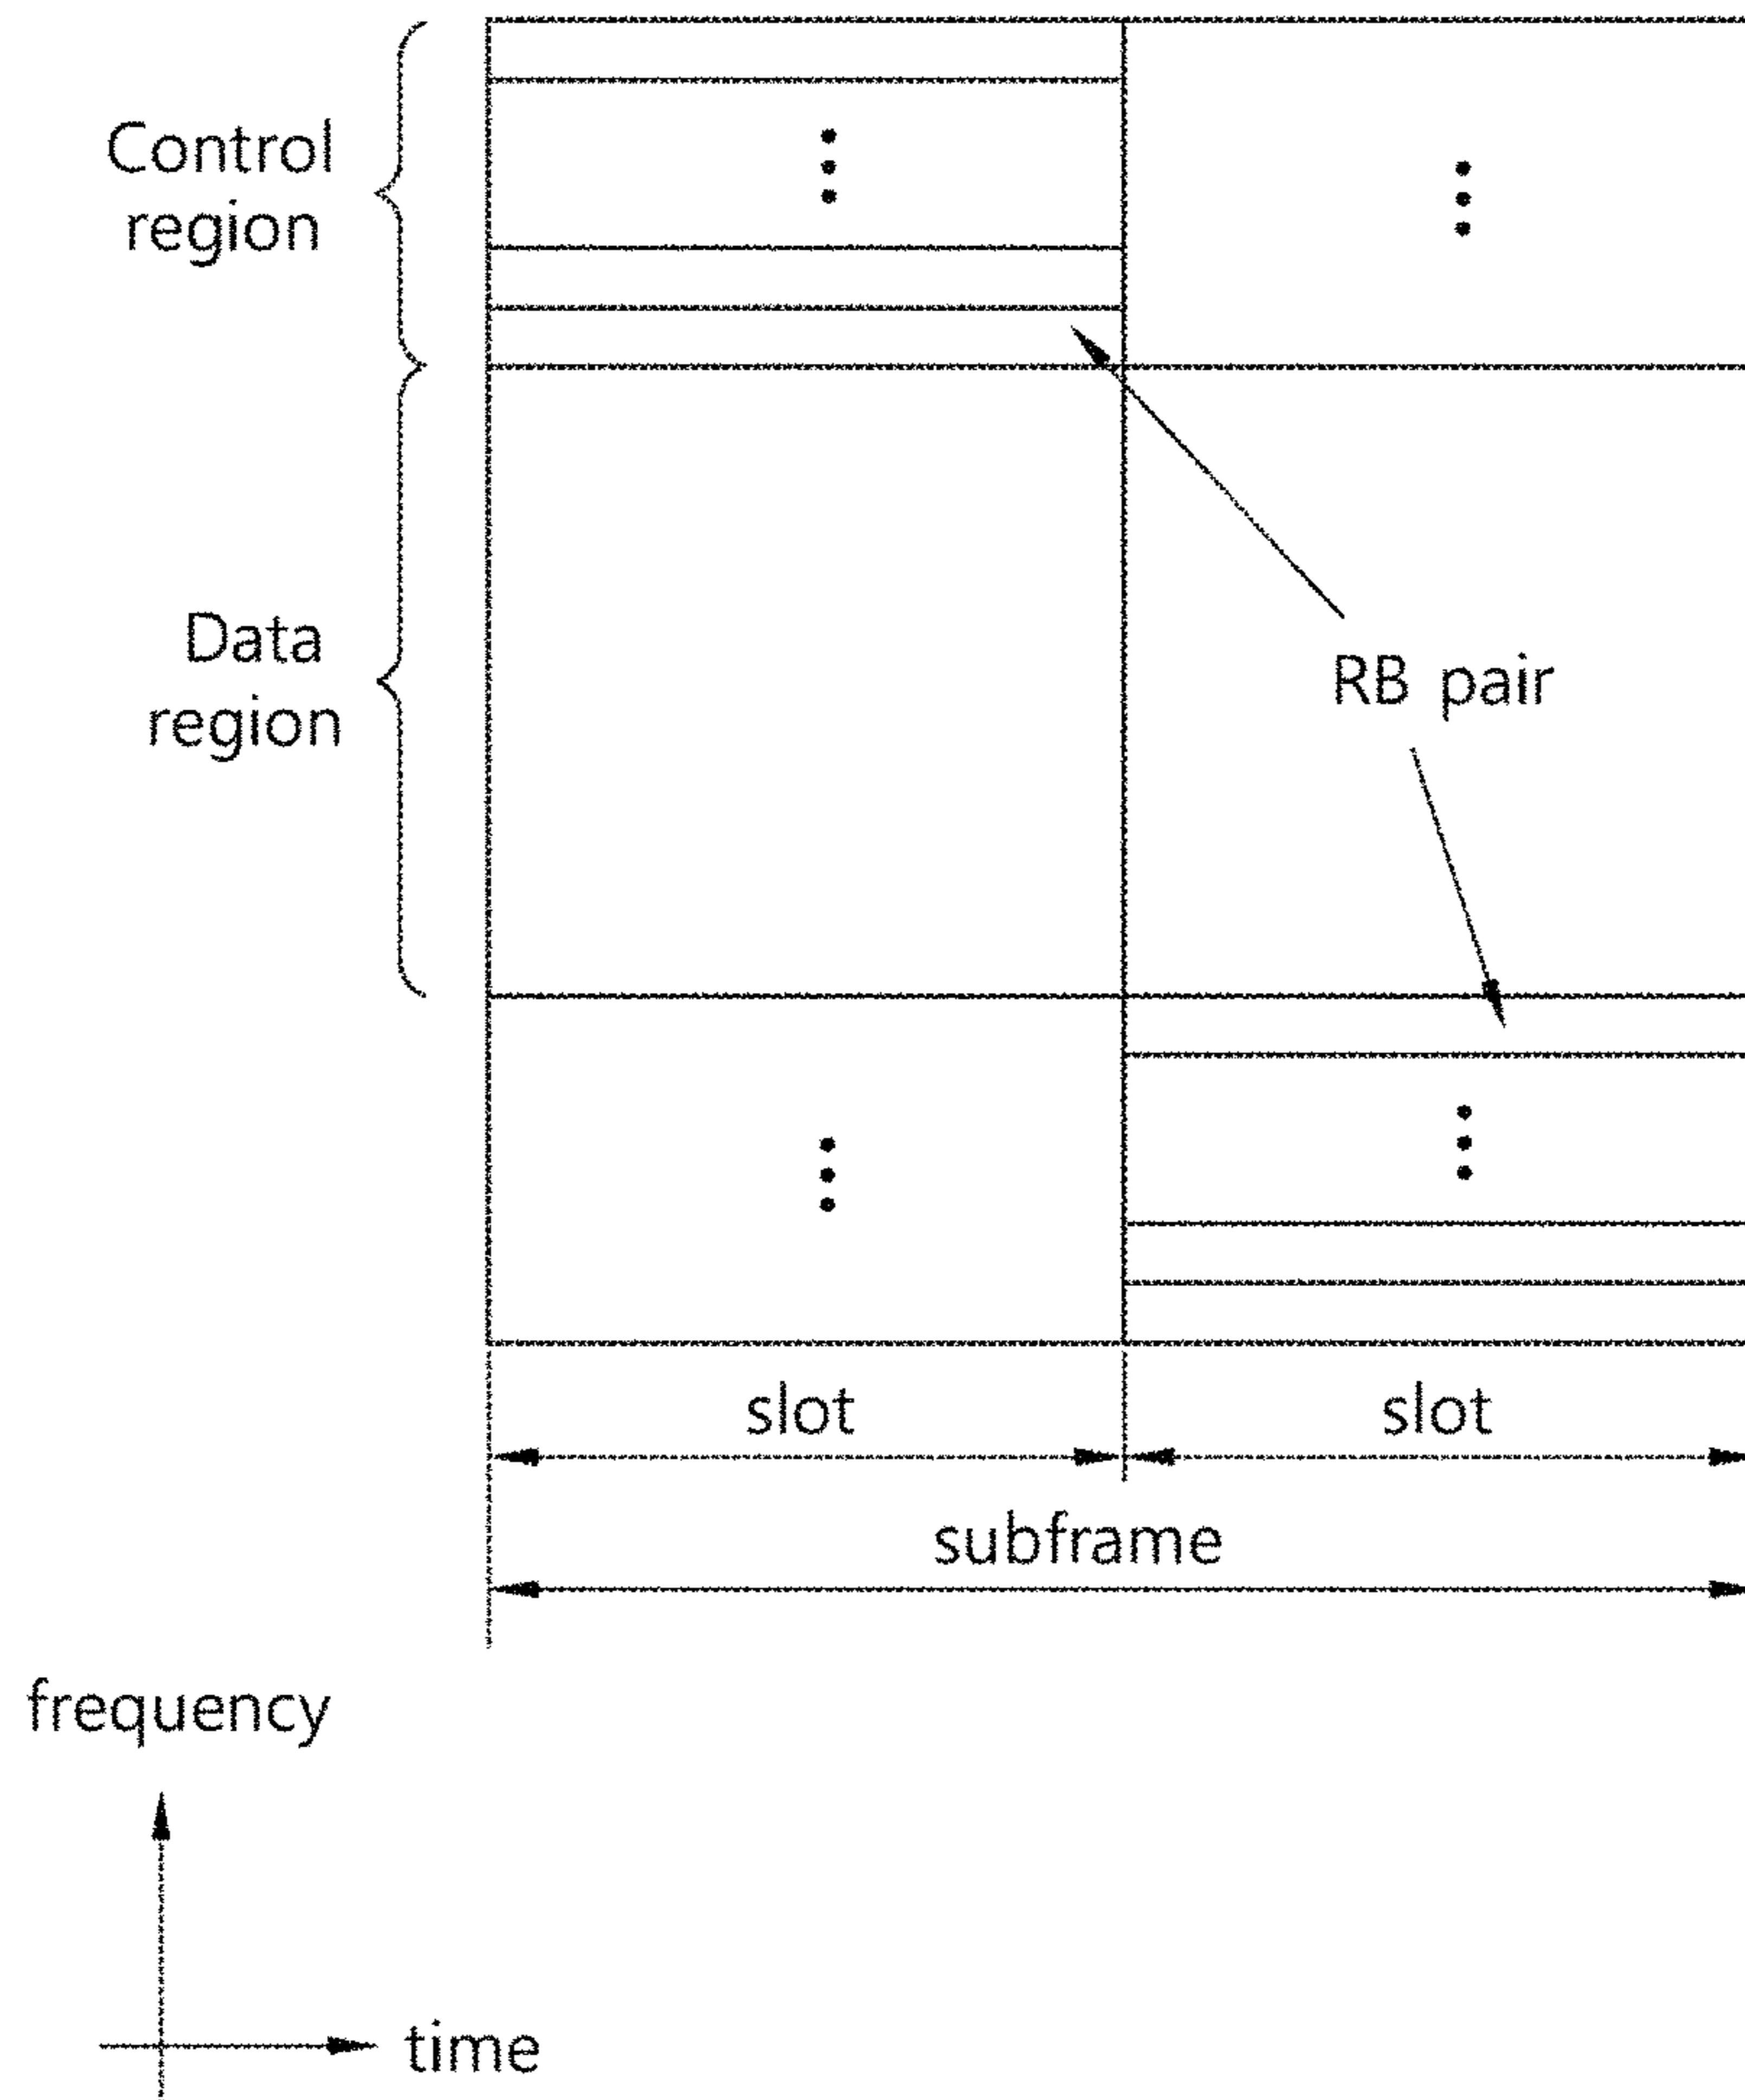 Control
region
Data
region
RB pair
slot
slot
subframe
frequency
time